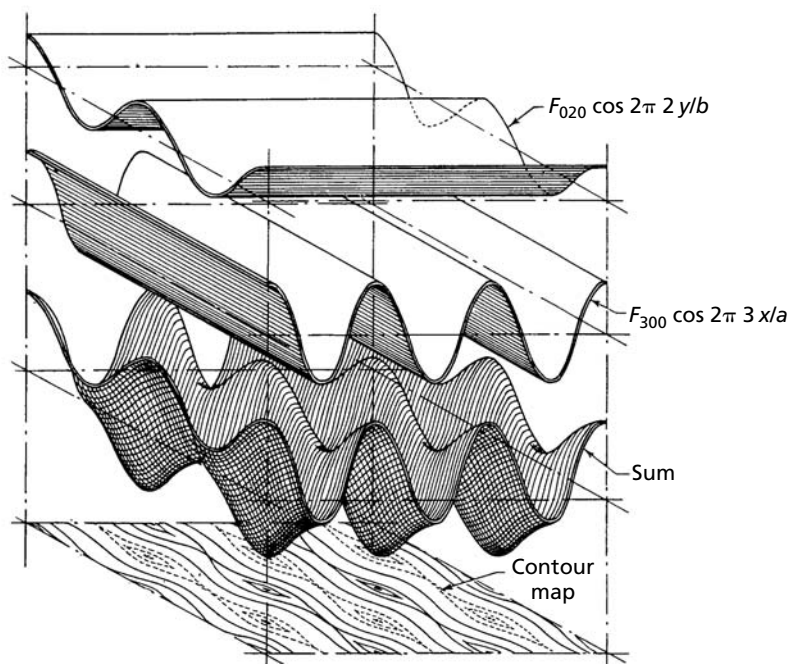 F₀₂₀ cos 2π 2 y/b
F₃₀₀ cos 2π 3 x/a
Sum
Contour
map